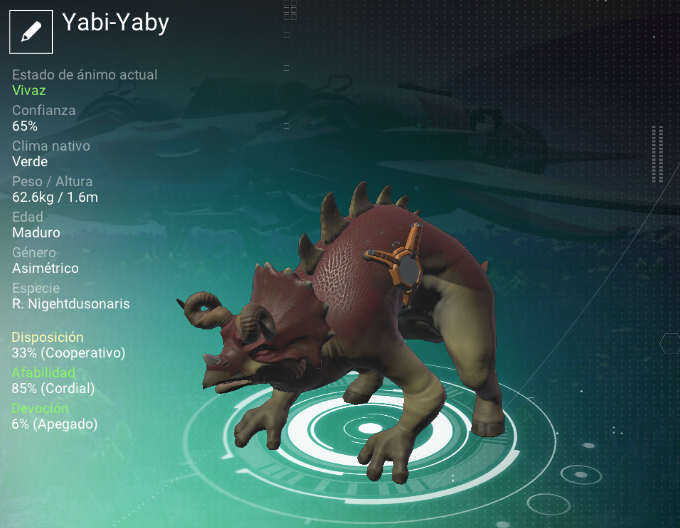 Yabi-Yaby
Estado de ánimo actual
Vivaz
Confianza
65%
Clima nativo
Verde
Peso / Altura
62.6kg / 1.6m
Edad
Maduro
Género
Asimétrico
Especie
R. Nigehtdusonaris
Disposición
33% (Cooperativo)
Afabilidad
85% (Cordial)
Devoción
6% (Apegado)